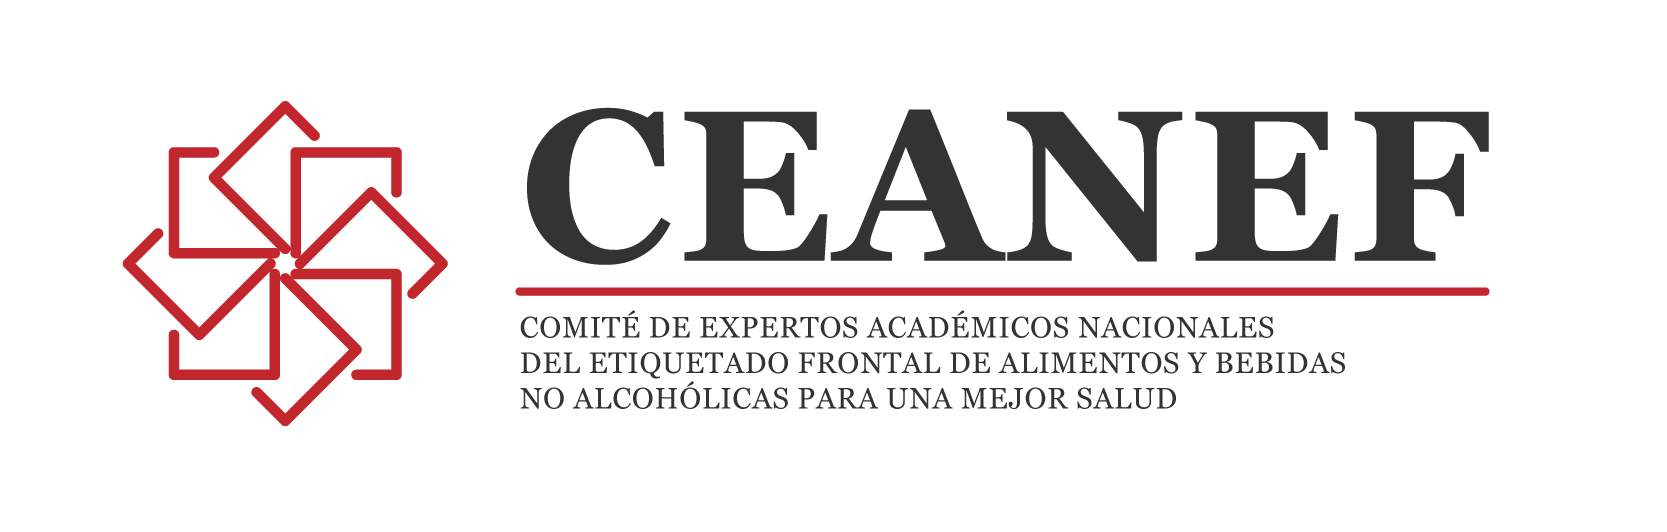 CEANEF
COMITÉ DE EXPERTOS ACADÉMICOS NACIONALES
DEL ETIQUETADO FRONTAL DE ALIMENTOS Y BEBIDAS
NO ALCOHÓLICAS PARA UNA MEJOR SALUD